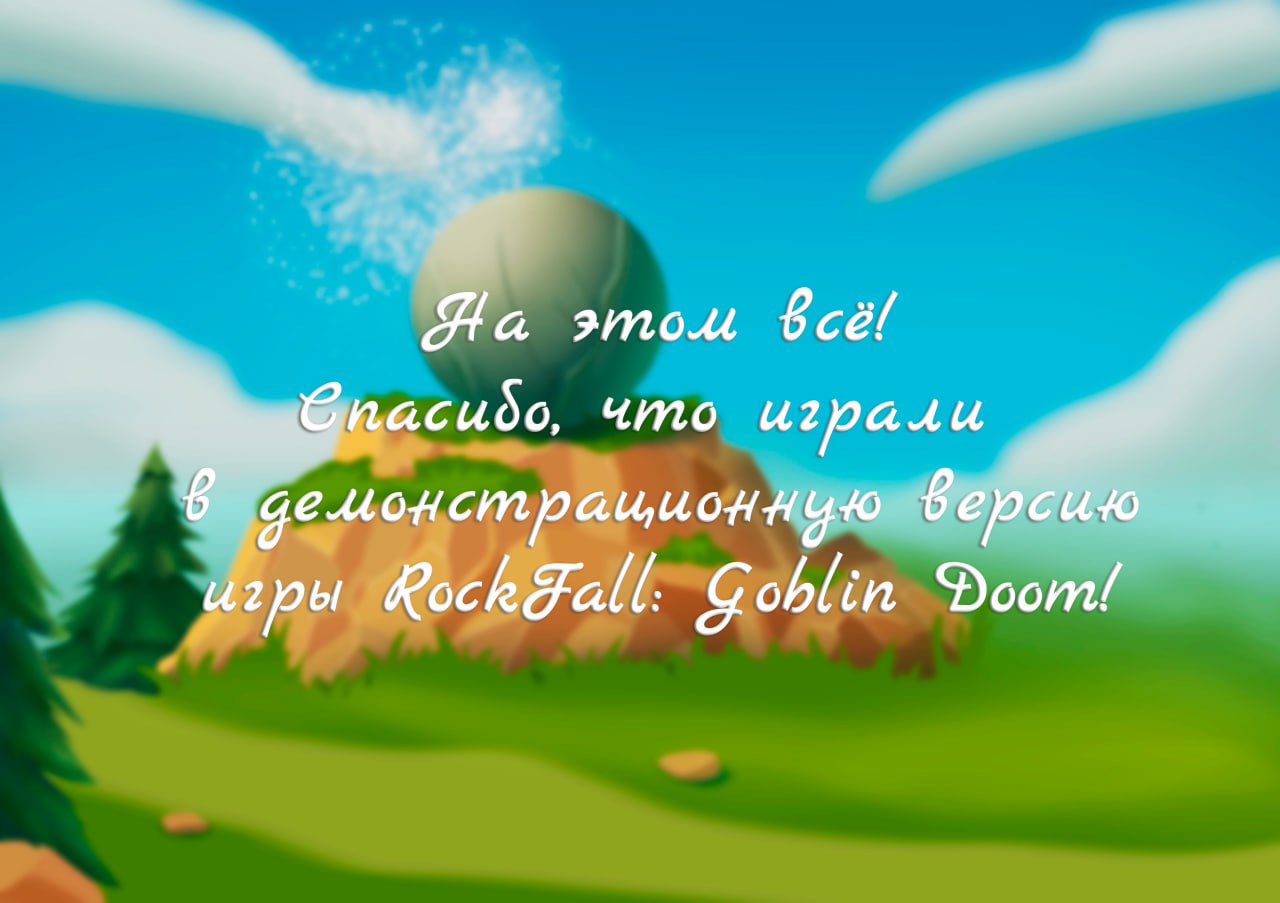 На этом всё!
Спасибо, что играли
в демонстрационную версию
игры RockFall: Goblin Doom!